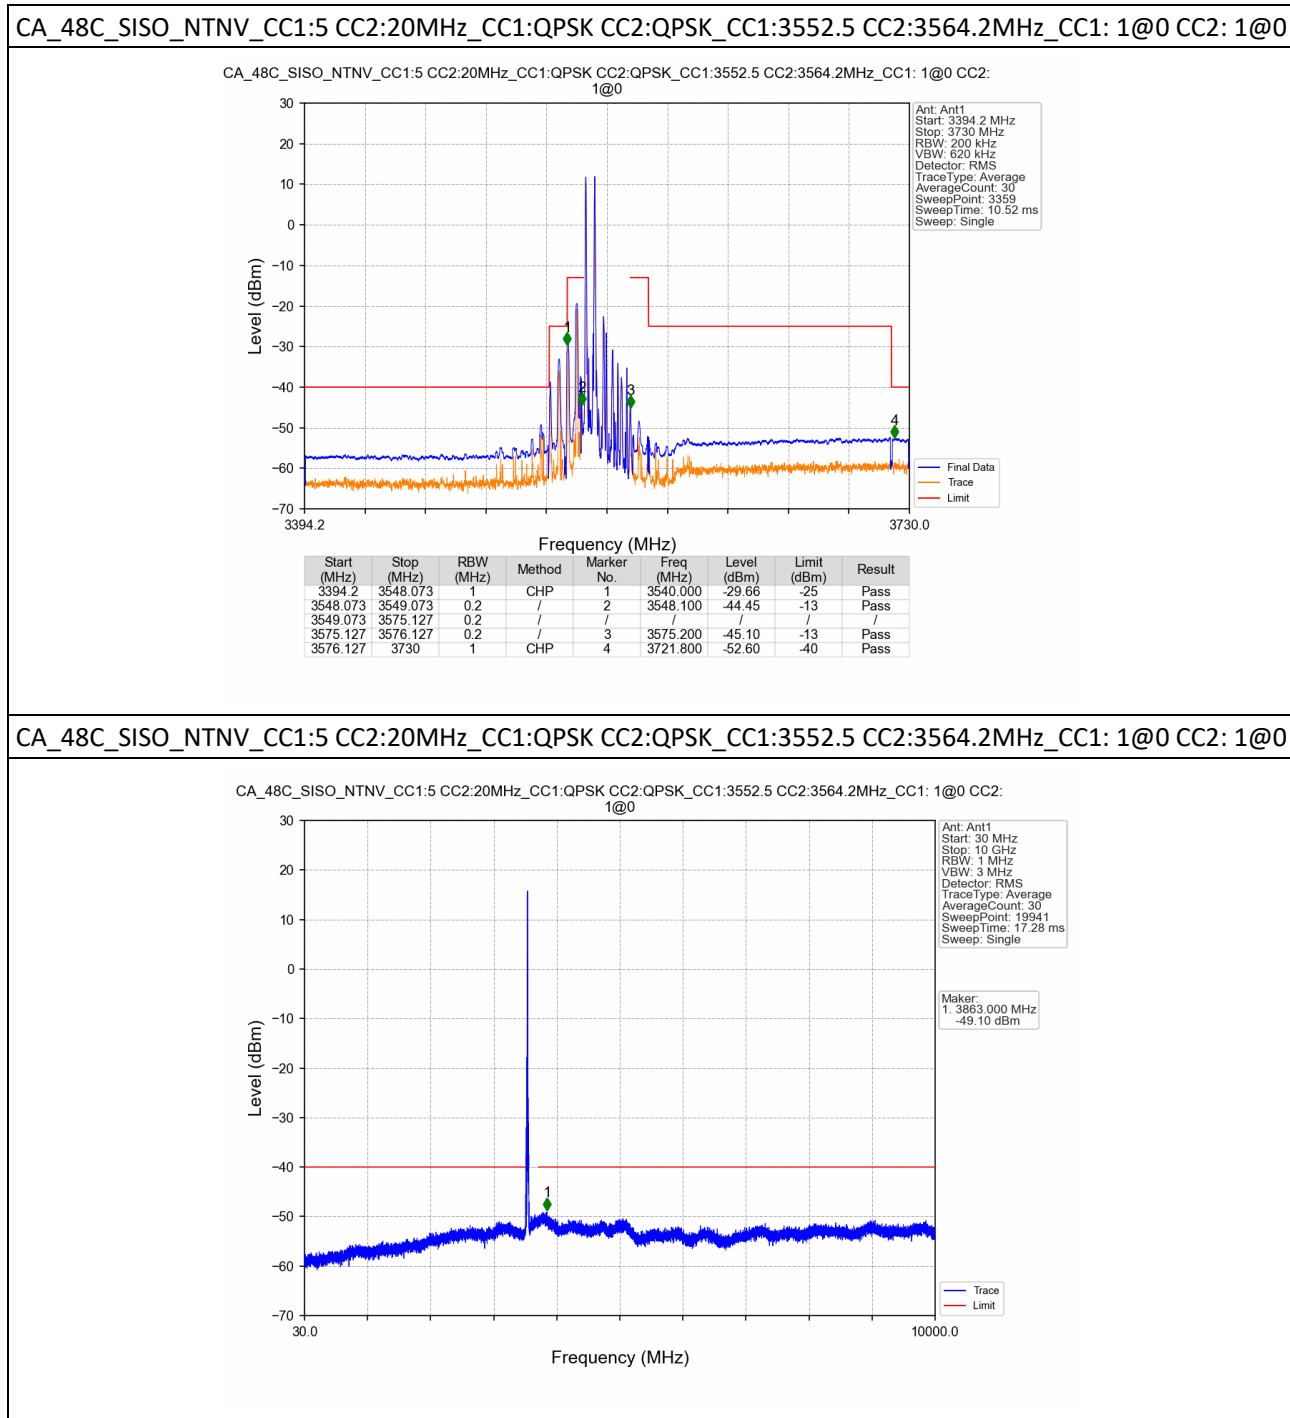 CA_48C_SISO_NTNV_CC1:5 CC2:20MHz_CC1:QPSK CC2:QPSK_CC1:3552.5 CC2:3564.2MHz_CC1: 1@0 CC2: 1@0
CA_48C_SISO_NTNV_CC1:5 CC2:20MHz_CC1:QPSK CC2:QPSK_CC1:3552.5 CC2:3564.2MHz_CC1: 1@0 CC2:
1@0
30
20
10
0
−10
−20
−30
−40
−50
−60
−70
Level (dBm)
1
2
3
4
Ant: Ant1
Start: 3394.2 MHz
Stop: 3730 MHz
RBW: 200 kHz
VBW: 620 kHz
Detector: RMS
TraceType: Average
AverageCount: 30
SweepPoint: 3359
SweepTime: 10.52 ms
Sweep: Single
Final Data
Trace
Limit
3394.2 3730.0
Frequency (MHz)
Start (MHz) Stop (MHz) RBW (MHz) Method Marker No. Freq (MHz) Level (dBm) Limit (dBm) Result
3394.2 3548.073 1 CHP 1 3540.000 -29.66 -25 Pass
3548.073 3549.073 0.2 / 2 3548.100 -44.45 -13 Pass
3549.073 3575.127 0.2 / / / / / /
3575.127 3576.127 0.2 / 3 3575.200 -45.10 -13 Pass
3576.127 3730 1 CHP 4 3721.800 -52.60 -40 Pass
CA_48C_SISO_NTNV_CC1:5 CC2:20MHz_CC1:QPSK CC2:QPSK_CC1:3552.5 CC2:3564.2MHz_CC1: 1@0 CC2: 1@0
CA_48C_SISO_NTNV_CC1:5 CC2:20MHz_CC1:QPSK CC2:QPSK_CC1:3552.5 CC2:3564.2MHz_CC1: 1@0 CC2:
1@0
30
20
10
0
−10
−20
−30
−40
−50
−60
−70
Level (dBm)
1
Ant: Ant1
Start: 30 MHz
Stop: 10 GHz
RBW: 1 MHz
VBW: 3 MHz
Detector: RMS
TraceType: Average
AverageCount: 30
SweepPoint: 19941
SweepTime: 17.28 ms
Sweep: Single
Maker:
1. 3863.000 MHz
-49.10 dBm
Trace
Limit
30.0 10000.0
Frequency (MHz)